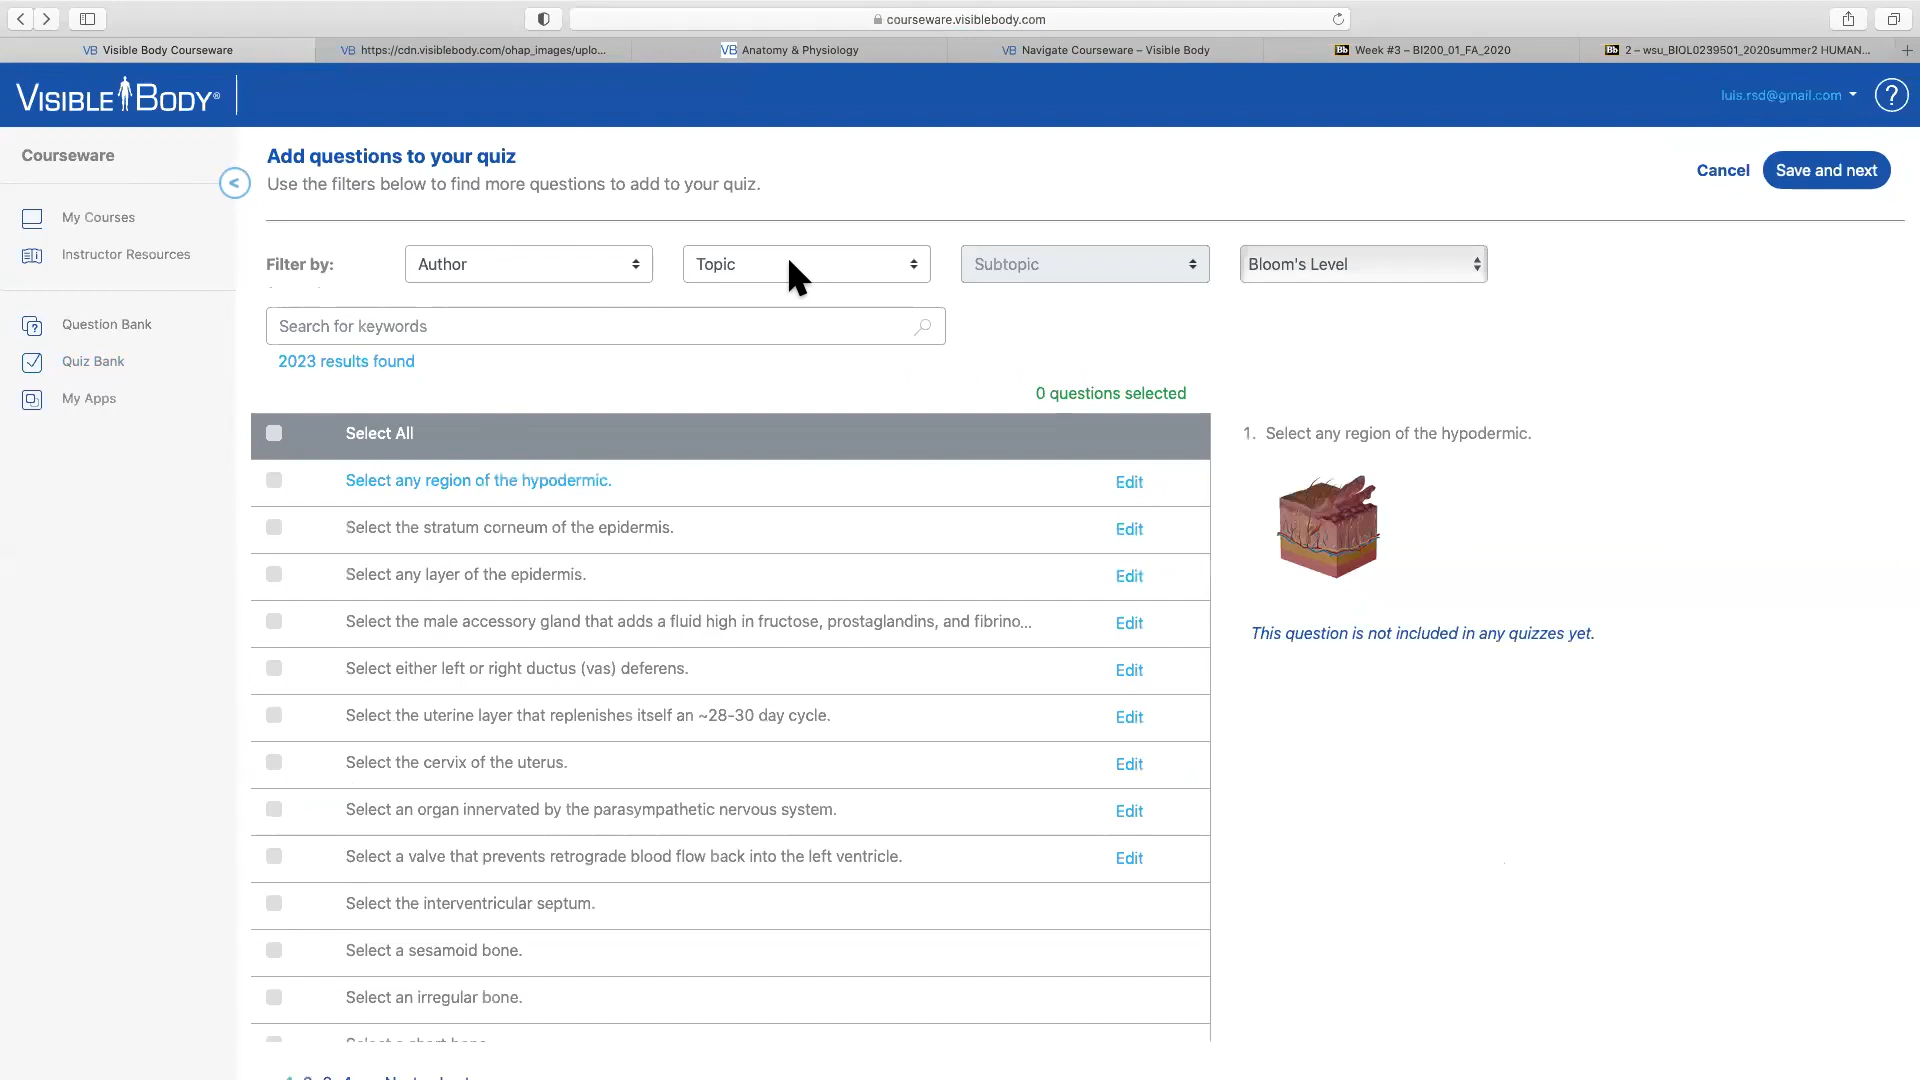 courseware.visiblebody.com
VB Visible Body Courseware
VB https://cdn.visiblebody.com/ohap_images/uplo...
VB Anatomy & Physiology
VB Navigate Courseware – Visible Body
Bb Week #3 – BI200_01_FA_2020
Bb 2 – wsu_BIOL0239501_2020summer2 HUMAN...
VISIBLE BODY®
luis.rsd@gmail.com
?
Courseware
My Courses
Instructor Resources
Question Bank
Quiz Bank
My Apps
<
Add questions to your quiz
Use the filters below to find more questions to add to your quiz.
Cancel
Save and next
Filter by:
Author
Topic
Subtopic
Bloom's Level
Search for keywords
2023 results found
0 questions selected
Select All
Select any region of the hypodermic. Edit
Select the stratum corneum of the epidermis. Edit
Select any layer of the epidermis. Edit
Select the male accessory gland that adds a fluid high in fructose, prostaglandins, and fibrino... Edit
Select either left or right ductus (vas) deferens. Edit
Select the uterine layer that replenishes itself an ~28-30 day cycle. Edit
Select the cervix of the uterus. Edit
Select an organ innervated by the parasympathetic nervous system. Edit
Select a valve that prevents retrograde blood flow back into the left ventricle. Edit
Select the interventricular septum.
Select a sesamoid bone.
Select an irregular bone.
1. Select any region of the hypodermic.
This question is not included in any quizzes yet.